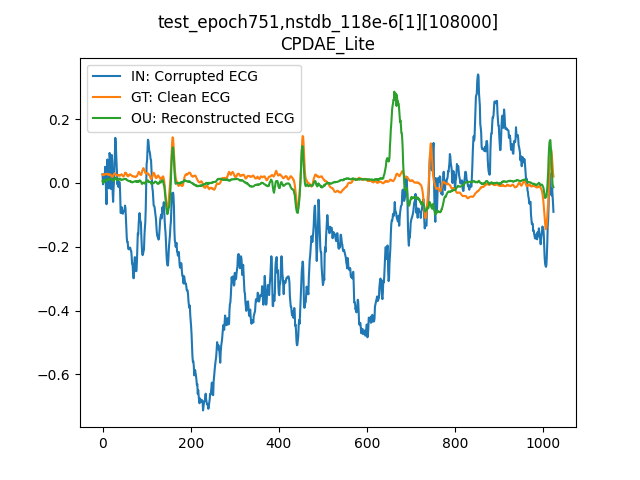 test_epoch751,nstdb_118e-6[1][108000]
CPDAE_Lite
IN: Corrupted ECG
GT: Clean ECG
OU: Reconstructed ECG
0.2
0.0
−0.2
−0.4
−0.6
0 200 400 600 800 1000